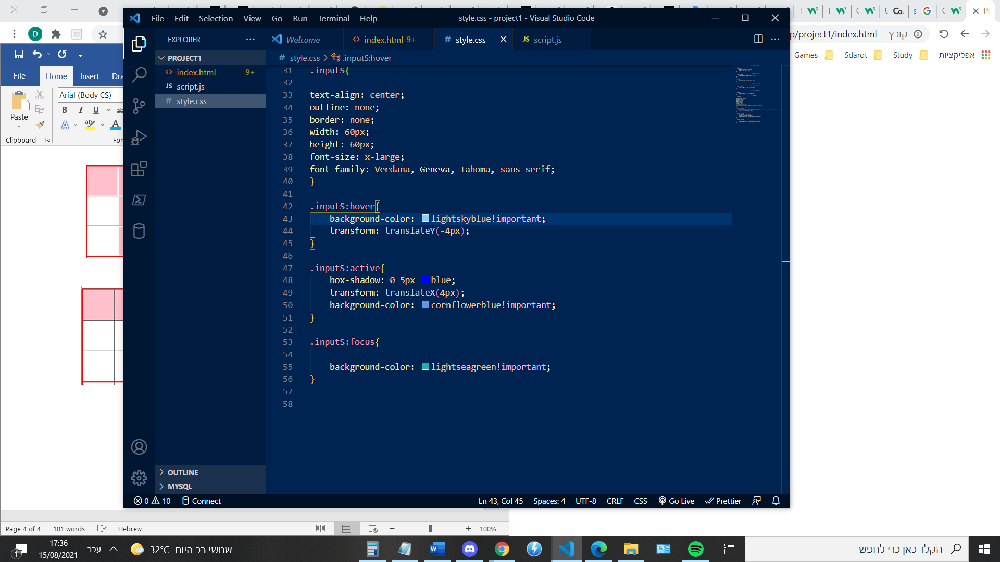 File Edit Selection View Go Run Terminal Help
style.css - project1 - Visual Studio Code
EXPLORER
Welcome
index.html 9+
style.css
JS script.js
PROJECT1
index.html 9+
JS script.js
# style.css
# style.css > .inputS:hover
31 .inputS{
32
33 text-align: center;
34 outline: none;
35 border: none;
36 width: 60px;
37 height: 60px;
38 font-size: x-large;
39 font-family: Verdana, Geneva, Tahoma, sans-serif;
40 }
41
42 .inputS:hover{
43 background-color: lightskyblue!important;
44 transform: translateY(-4px);
45 }
46
47 .inputS:active{
48 box-shadow: 0 5px blue;
49 transform: translateX(4px);
50 background-color: cornflowerblue!important;
51 }
52
53 .inputS:focus{
54
55 background-color: lightseagreen!important;
56 }
57
58
OUTLINE
MYSQL
0 10 Connect
Ln 43, Col 45 Spaces: 4 UTF-8 CRLF CSS Go Live Prettier
D
p/project1/index.html קובץ
Games Sdarot Study אפליקציות
File Home Insert Dra
Arial (Body CS)
Paste
B I U ab
Clipboard
Fon
Page 4 of 4 101 words Hebrew
100%
17:36
15/08/2021
עבר
32°C שמשי רב היום
הקלד כאן כדי לחפש